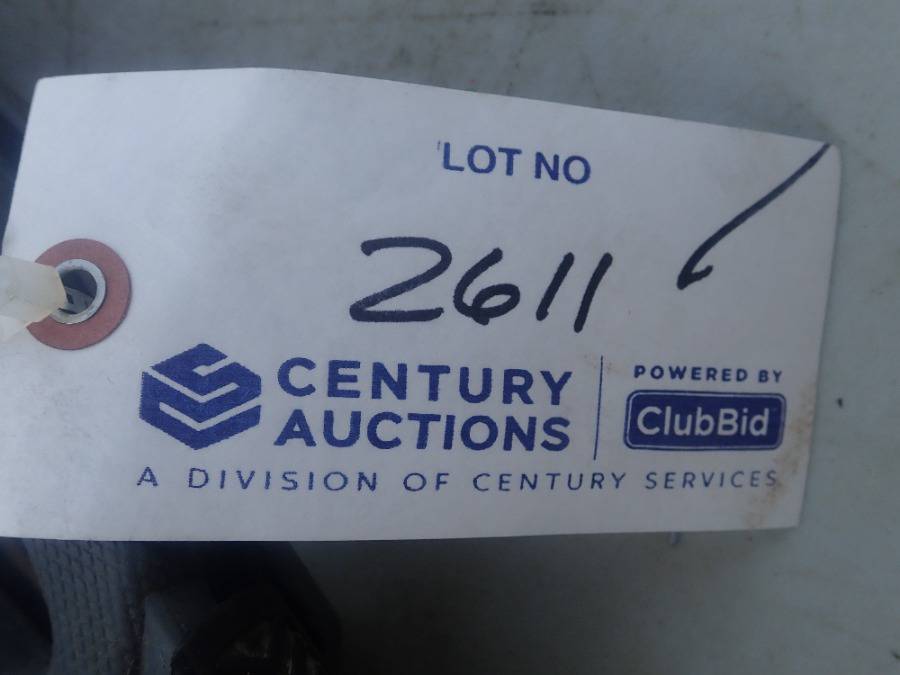 LOT NO
2611
CENTURY
AUCTIONS
POWERED BY
ClubBid
A DIVISION OF CENTURY SERVICES